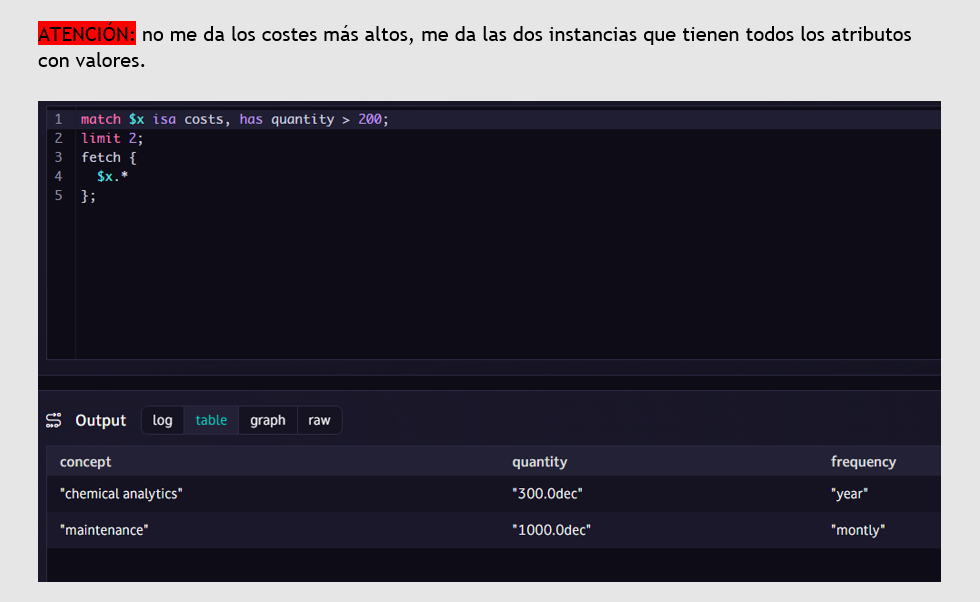 ATENCIÓN: no me da los costes más altos, me da las dos instancias que tienen todos los atributos
con valores.
1 match $x isa costs, has quantity > 200;
2 limit 2;
3 fetch {
4 $x.*
5 };
Output log table graph raw
concept quantity frequency
"chemical analytics" "300.0dec" "year"
"maintenance" "1000.0dec" "montly"